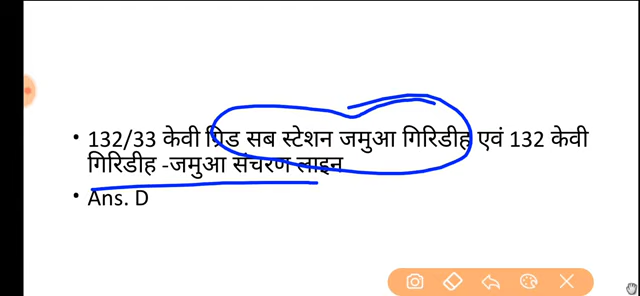 • 132/33 केवी ग्रिड सब स्टेशन जमुआ गिरिडीह एवं 132 केवी
गिरिडीह -जमुआ संचरण लाइन
• Ans. D